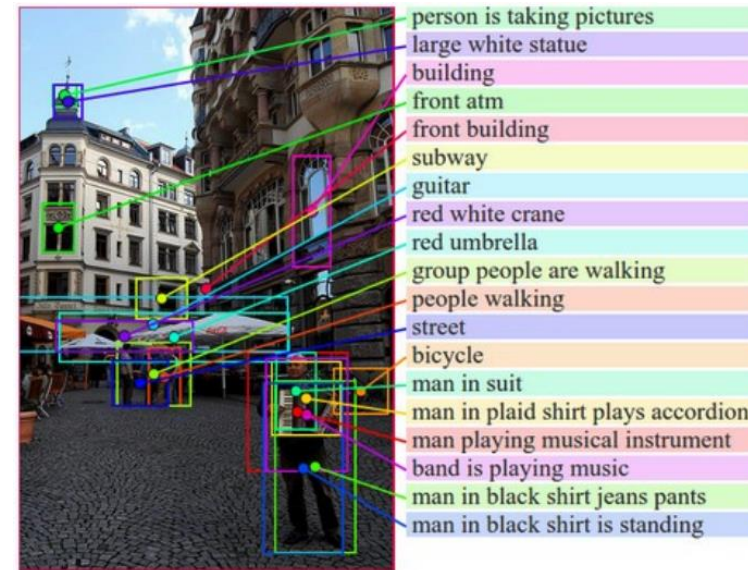 person is taking pictures
large white statue
building
front atm
front building
subway
guitar
red white crane
red umbrella
group people are walking
people walking
street
bicycle
man in suit
man in plaid shirt plays accordion
man playing musical instrument
band is playing music
man in black shirt jeans pants
man in black shirt is standing